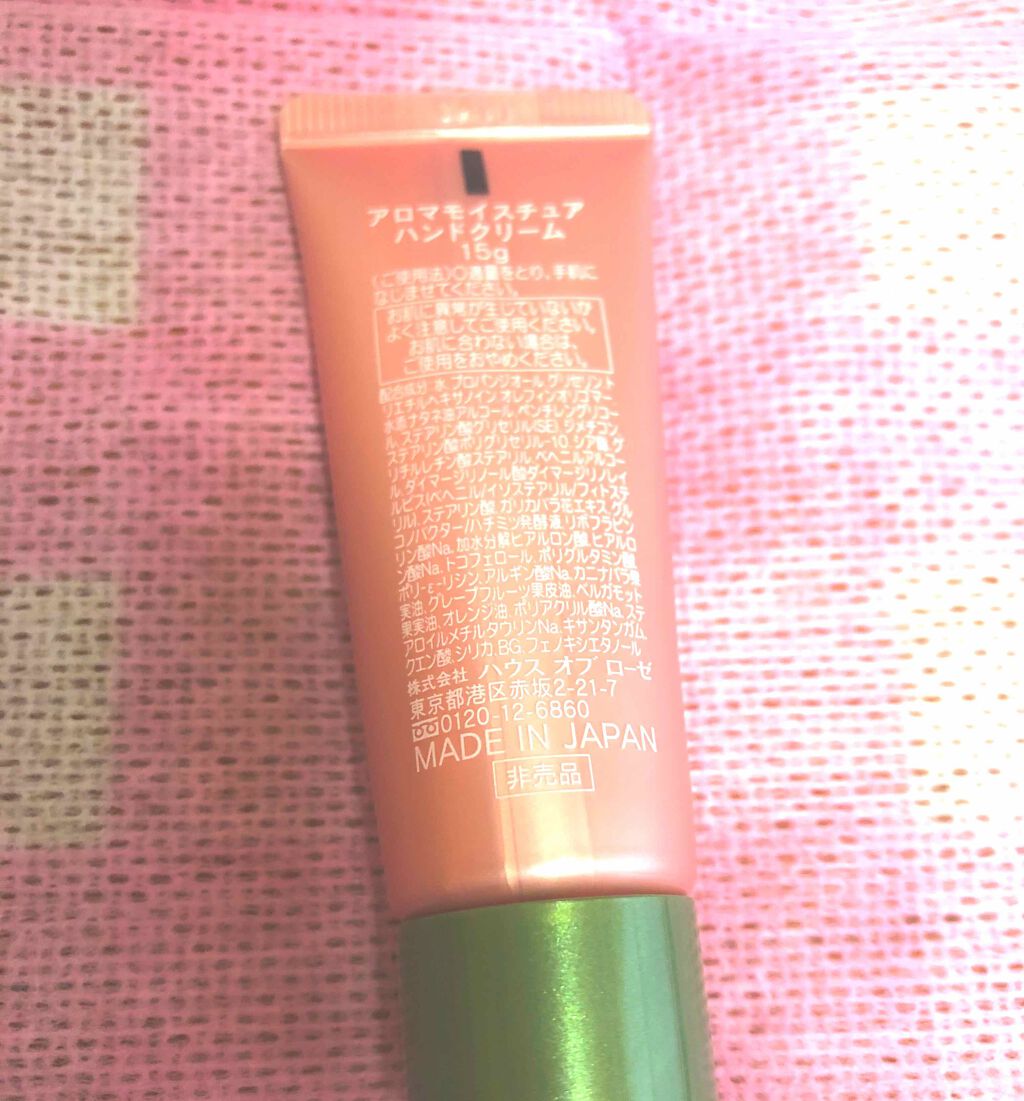 アロマモイスチュア
ハンドクリーム
15g
〈ご使用法〉〇適量をとり、手肌に
なじませてください。
お肌に異常が生じていないか
よく注意してご使用ください。
お肌に合わない場合は、
ご使用をおやめください。
配合成分:水、プロパンジオール、グリセリン、ト
リエチルヘキサノイン、オレフィンオリゴマー、
水添ナタネ油アルコール、ペンチレングリコー
ル、ステアリン酸グリセリル(SE)、ジメチコン、
ステアリン酸ポリグリセリル-10、シア脂、グ
リチルレチン酸ステアリル、ベヘニルアルコー
ル、ダイマージリノール酸ダイマージリノレイ
ルビス(ベヘニル/イソステアリル/フィトステ
リル)、ステアリン酸、ガリカバラ花エキス、グル
コノバクター/ハチミツ発酵液、リボフラビン、
リン酸Na、加水分解ヒアルロン酸、ヒアルロ
ン酸Na、トコフェロール、ポリグルタミン酸、
ポリ-ε-リシン、アルギン酸Na、カニナバラ果
実油、グレープフルーツ果皮油、ベルガモット
果実油、オレンジ油、ポリアクリル酸Na、ステ
アロイルメチルタウリンNa、キサンタンガム、
クエン酸、シリカ、BG、フェノキシエタノール
株式会社 ハウス オブ ローゼ
東京都港区赤坂2-21-7
0120-12-6860
MADE IN JAPAN
非売品